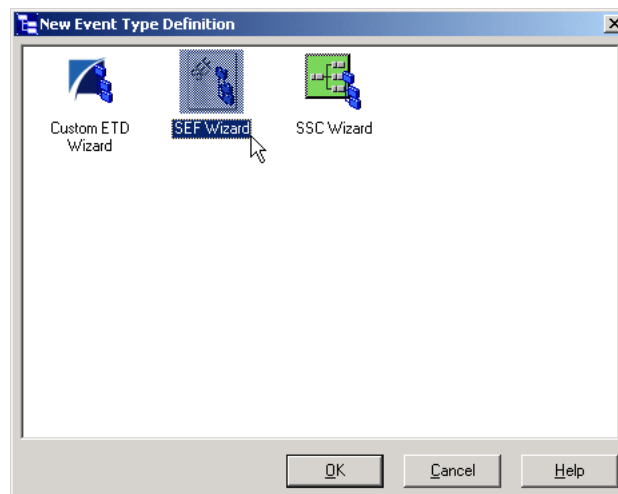 New Event Type Definition
Custom ETD
Wizard
SEF Wizard
SSC Wizard
OK
Cancel
Help